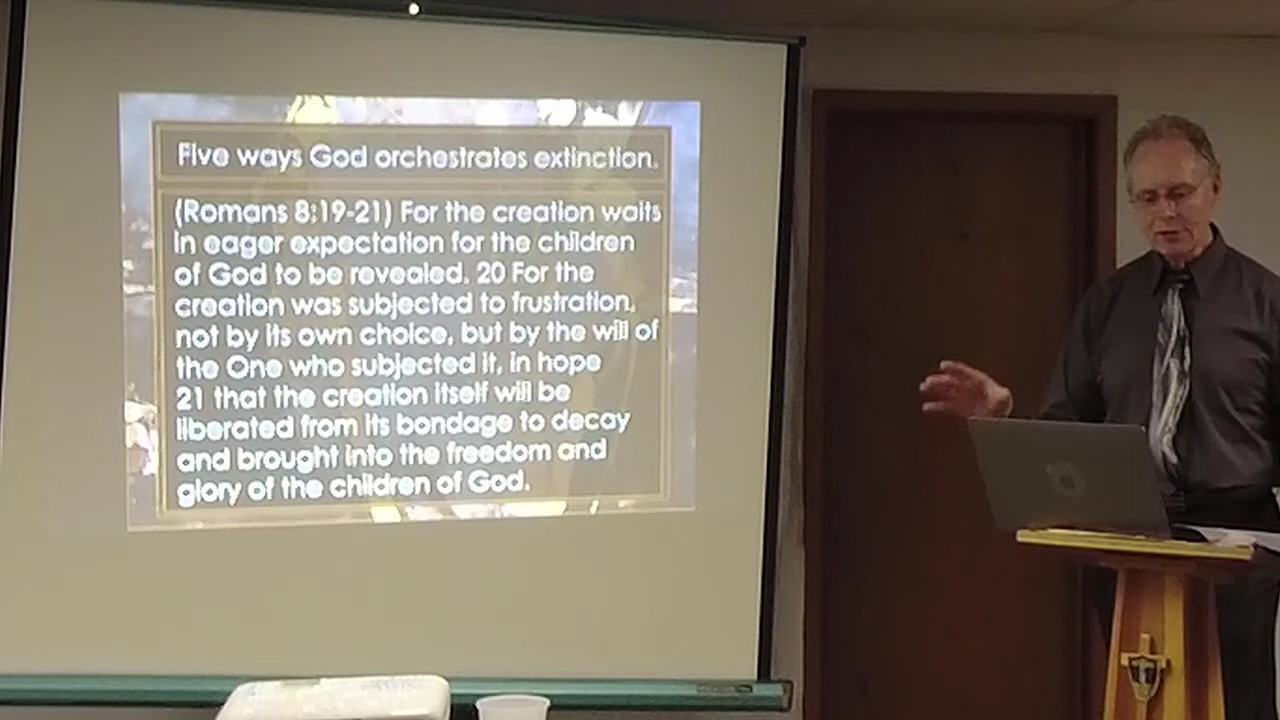 Five ways God orchestrates extinction.
(Romans 8:19-21) For the creation waits
in eager expectation for the children
of God to be revealed. 20 For the
creation was subjected to frustration,
not by its own choice, but by the will of
the One who subjected it, in hope
21 that the creation itself will be
liberated from its bondage to decay
and brought into the freedom and
glory of the children of God.